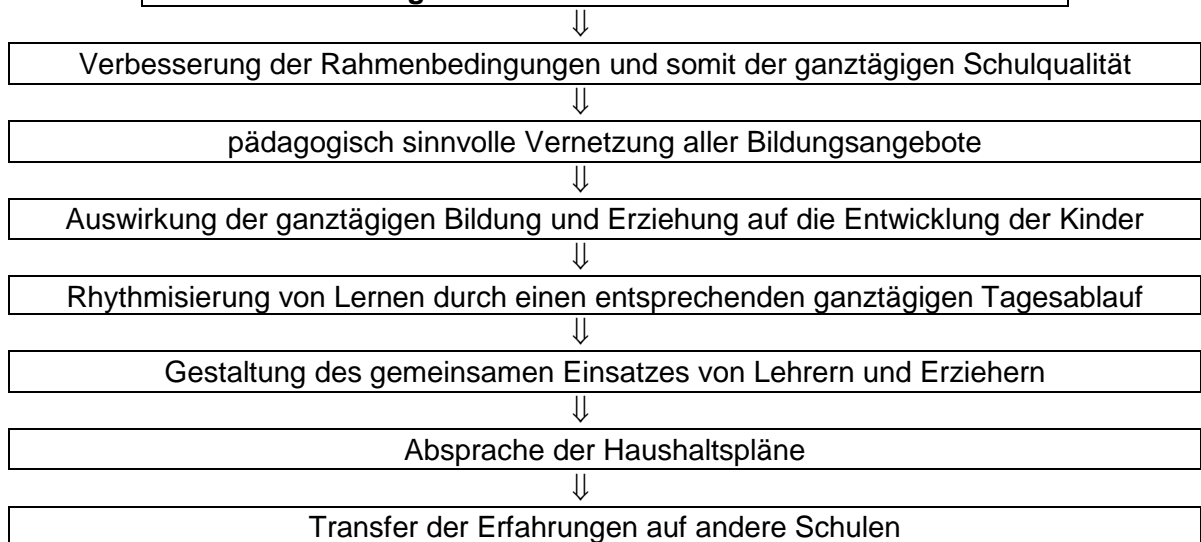 ⇓
Verbesserung der Rahmenbedingungen und somit der ganztägigen Schulqualität
⇓
pädagogisch sinnvolle Vernetzung aller Bildungsangebote
⇓
Auswirkung der ganztägigen Bildung und Erziehung auf die Entwicklung der Kinder
⇓
Rhythmisierung von Lernen durch einen entsprechenden ganztägigen Tagesablauf
⇓
Gestaltung des gemeinsamen Einsatzes von Lehrern und Erziehern
⇓
Absprache der Haushaltspläne
⇓
Transfer der Erfahrungen auf andere Schulen